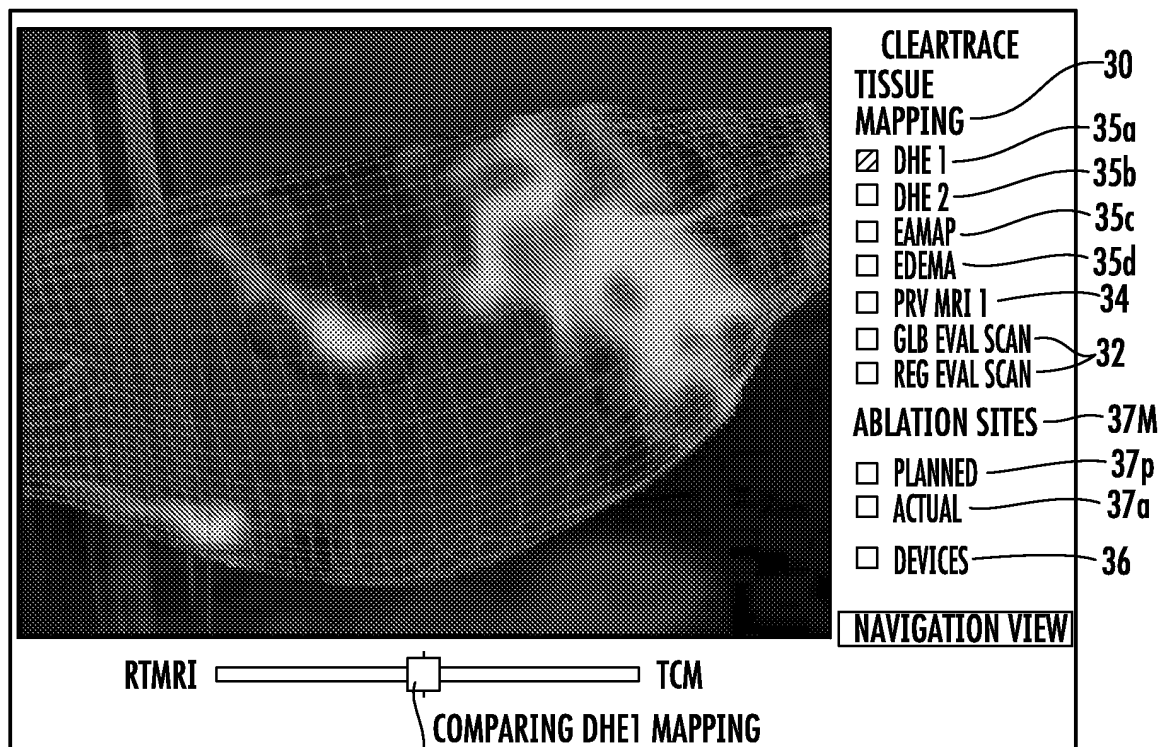 CLEARTRACE
TISSUE
MAPPING 30
DHE 1 35a
DHE 2 35b
EAMAP 35c
EDEMA 35d
PRV MRI 1 34
GLB EVAL SCAN 32
REG EVAL SCAN
ABLATION SITES 37M
PLANNED 37p
ACTUAL 37a
DEVICES 36
NAVIGATION VIEW
RTMRI TCM
COMPARING DHE1 MAPPING